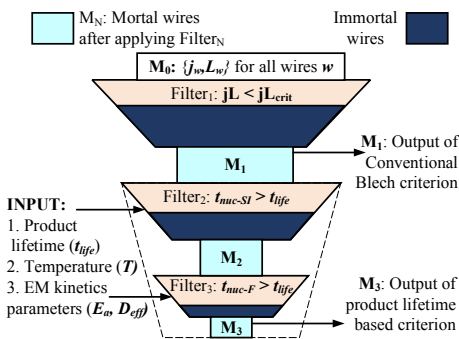 M_N: Mortal wires
after applying Filter_N
Immortal
wires
M_0: {j_w, L_w} for all wires w
Filter_1: jL < jL_crit
M_1
M_1: Output of
Conventional
Blech criterion
Filter_2: t_nuc-SI > t_life
INPUT:
1. Product
lifetime (t_life)
2. Temperature (T)
3. EM kinetics
parameters (E_a, D_eff)
M_2
Filter_3: t_nuc-F > t_life
M_3
M_3: Output of
product lifetime
based criterion